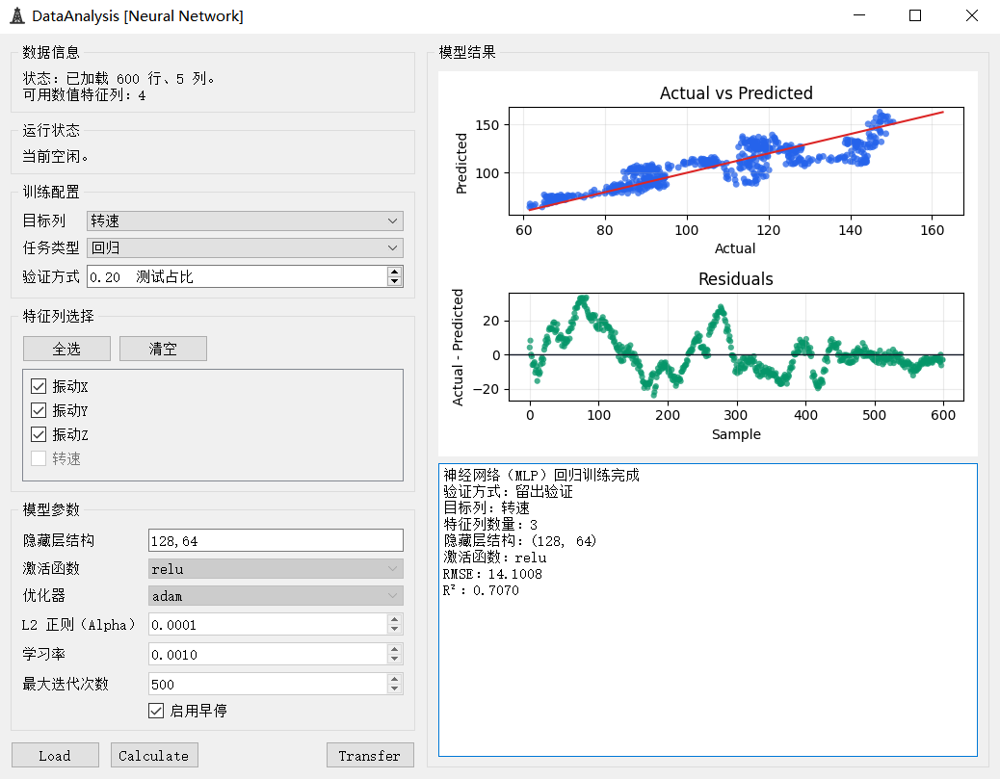 DataAnalysis [Neural Network]
数据信息
状态：已加载 600 行、5 列。
可用数值特征列：4
运行状态
当前空闲。
训练配置
目标列 转速
任务类型 回归
验证方式 0.20 测试占比
特征列选择
全选 清空
振动X
振动Y
振动Z
转速
模型参数
隐藏层结构 128,64
激活函数 relu
优化器 adam
L2 正则（Alpha） 0.0001
学习率 0.0010
最大迭代次数 500
启用早停
Load Calculate Transfer
模型结果
Actual vs Predicted
Predicted
150
100
60 80 100 120 140 160
Actual
Residuals
Actual - Predicted
20
0
−20
0 100 200 300 400 500 600
Sample
神经网络（MLP）回归训练完成
验证方式：留出验证
目标列：转速
特征列数量：3
隐藏层结构：(128, 64)
激活函数：relu
RMSE：14.1008
R²：0.7070